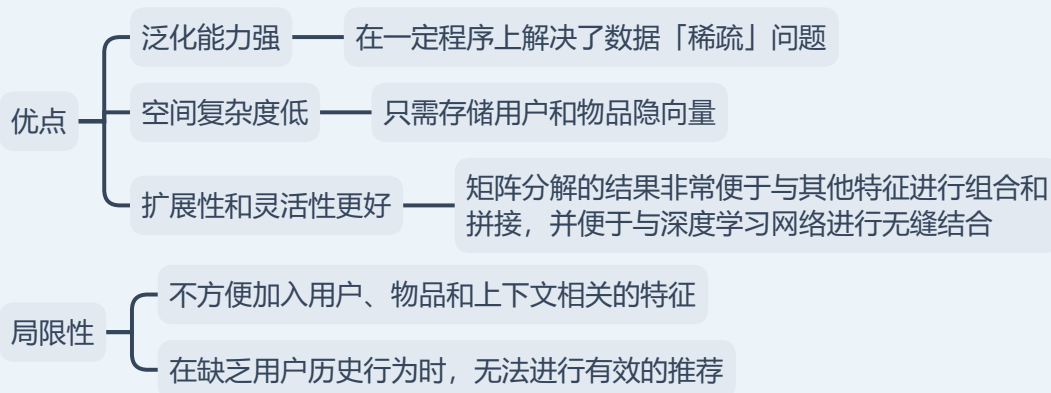 优点
泛化能力强
在一定程序上解决了数据「稀疏」问题
空间复杂度低
只需存储用户和物品隐向量
扩展性和灵活性更好
矩阵分解的结果非常便于与其他特征进行组合和
拼接，并便于与深度学习网络进行无缝结合
局限性
不方便加入用户、物品和上下文相关的特征
在缺乏用户历史行为时，无法进行有效的推荐